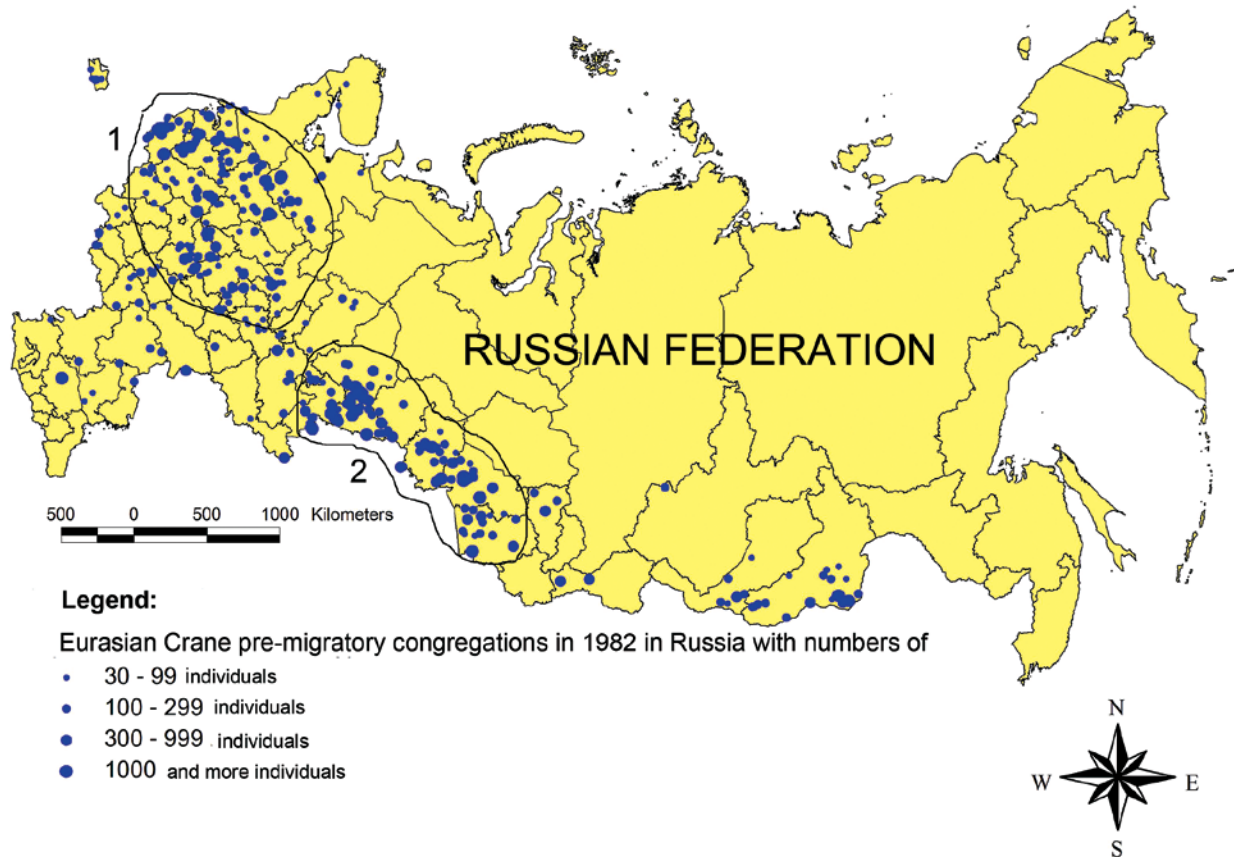 1
RUSSIAN FEDERATION
2
500 0 500 1000 Kilometers
Legend:
Eurasian Crane pre-migratory congregations in 1982 in Russia with numbers of
30 - 99 individuals
100 - 299 individuals
300 - 999 individuals
1000 and more individuals
N
W E
S